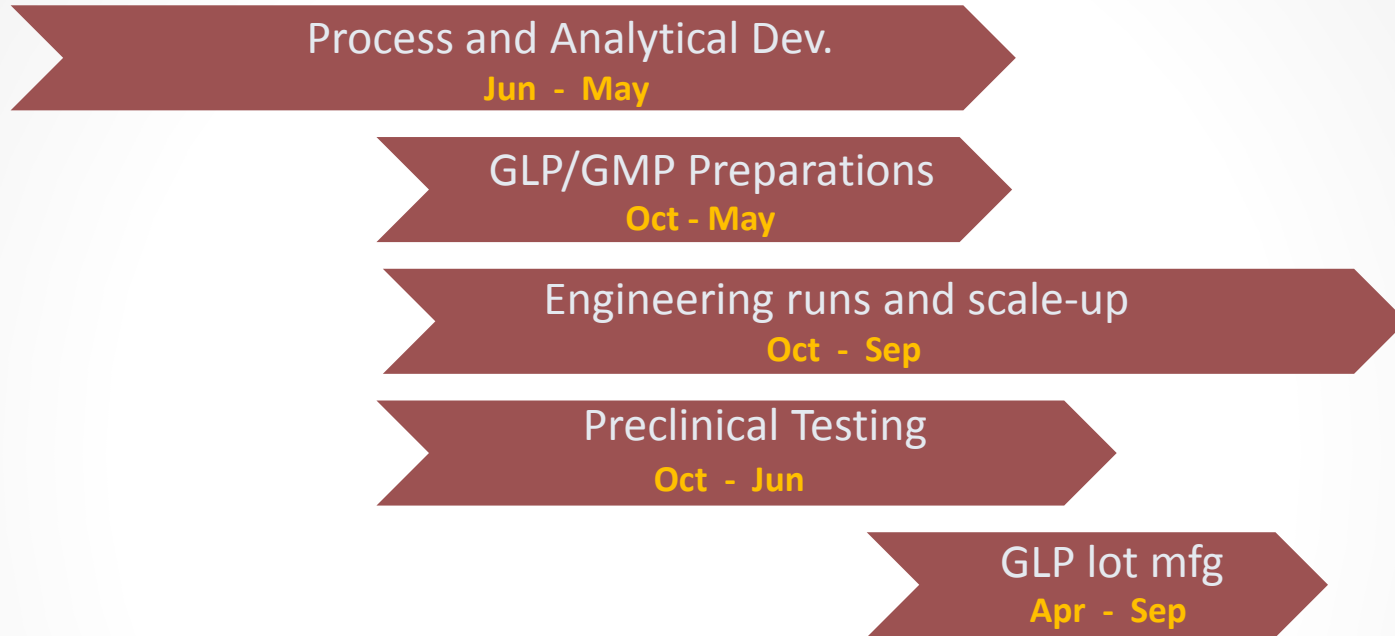 Process and Analytical Dev.
Jun - May
GLP/GMP Preparations
Oct - May
Engineering runs and scale-up
Oct - Sep
Preclinical Testing
Oct - Jun
GLP lot mfg
Apr - Sep